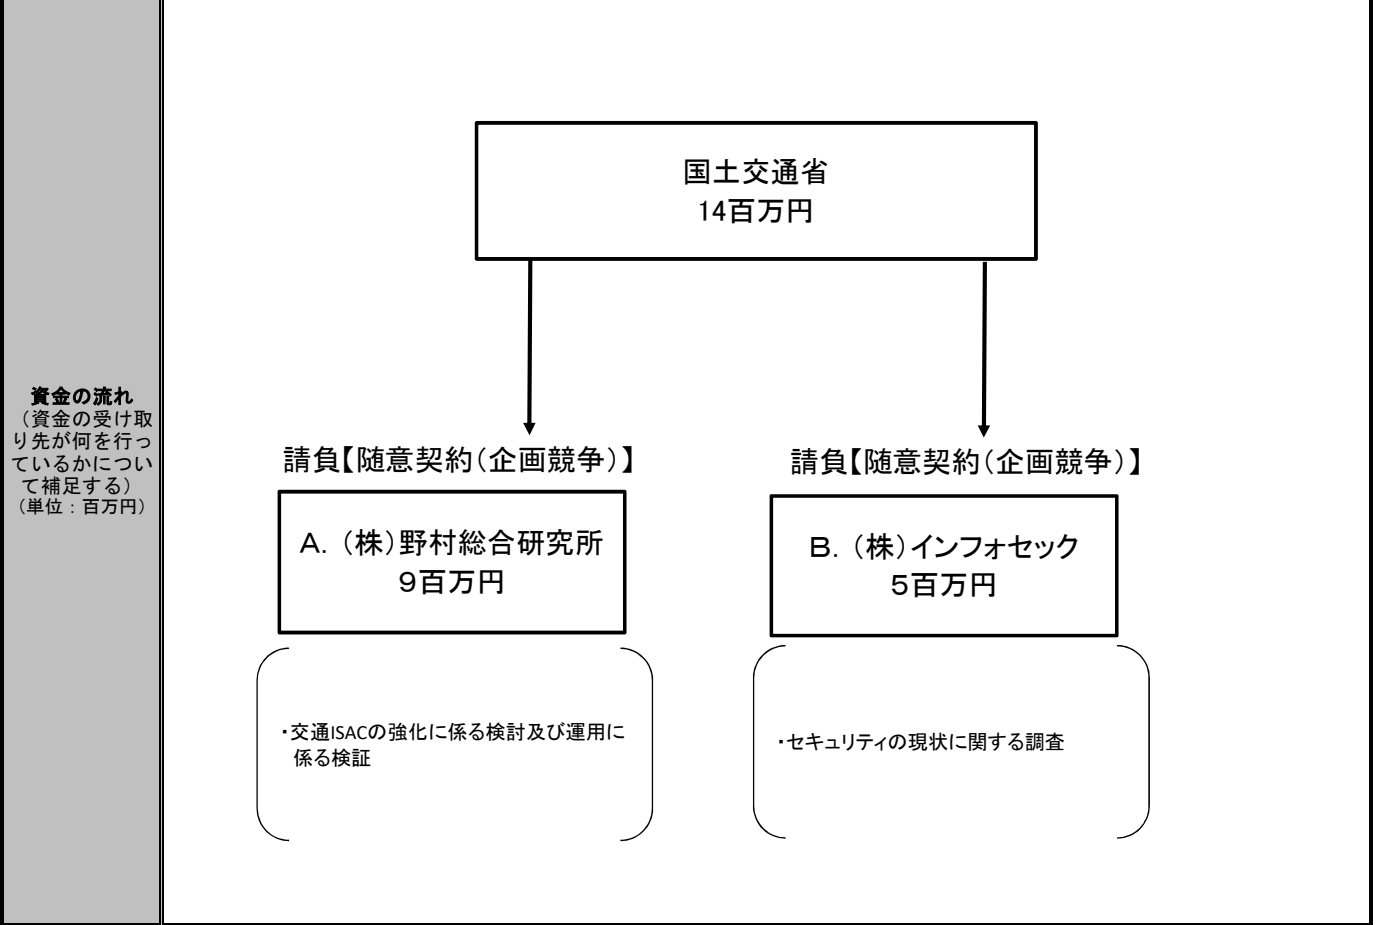 資金の流れ
（資金の受け取
り先が何を行っ
ているかについ
て補足する）
（単位：百万円）
国土交通省
14百万円
請負【随意契約（企画競争）】
請負【随意契約（企画競争）】
Ａ．（株）野村総合研究所
９百万円
Ｂ．（株）インフォセック
５百万円
・交通ISACの強化に係る検討及び運用に
係る検証
・セキュリティの現状に関する調査